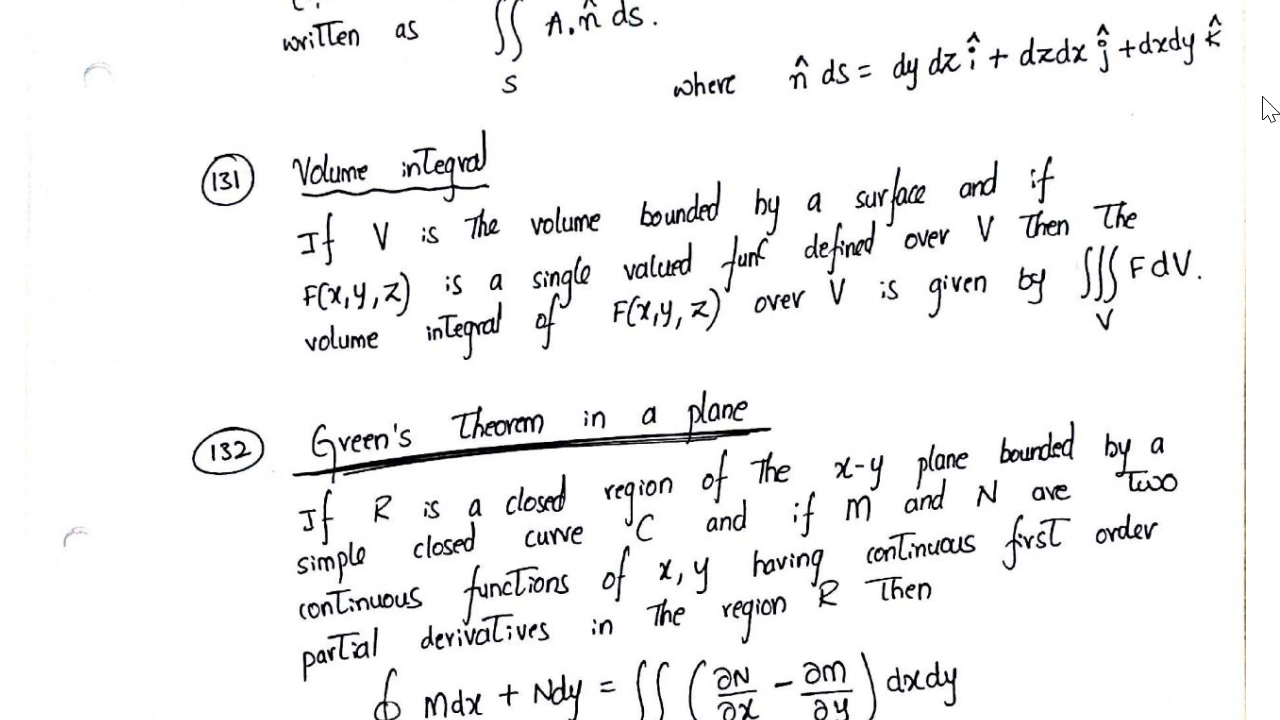 written as ∬ A.n̂ ds.
S
where n̂ ds = dy dz î + dzdx ĵ + dxdy k̂
131 Volume integral
If V is the volume bounded by a surface and if
F(x,y,z) is a single valued funⁿ defined over V then the
volume integral of F(x,y,z) over V is given by ∭ F dV.
V
132 Green's Theorem in a plane
If R is a closed region of the x-y plane bounded by a
simple closed curve C and if M and N are two
continuous functions of x, y having continuous first order
partial derivatives in the region R then
∮ Mdx + Ndy = ∬ (∂N/∂x − ∂M/∂y) dxdy